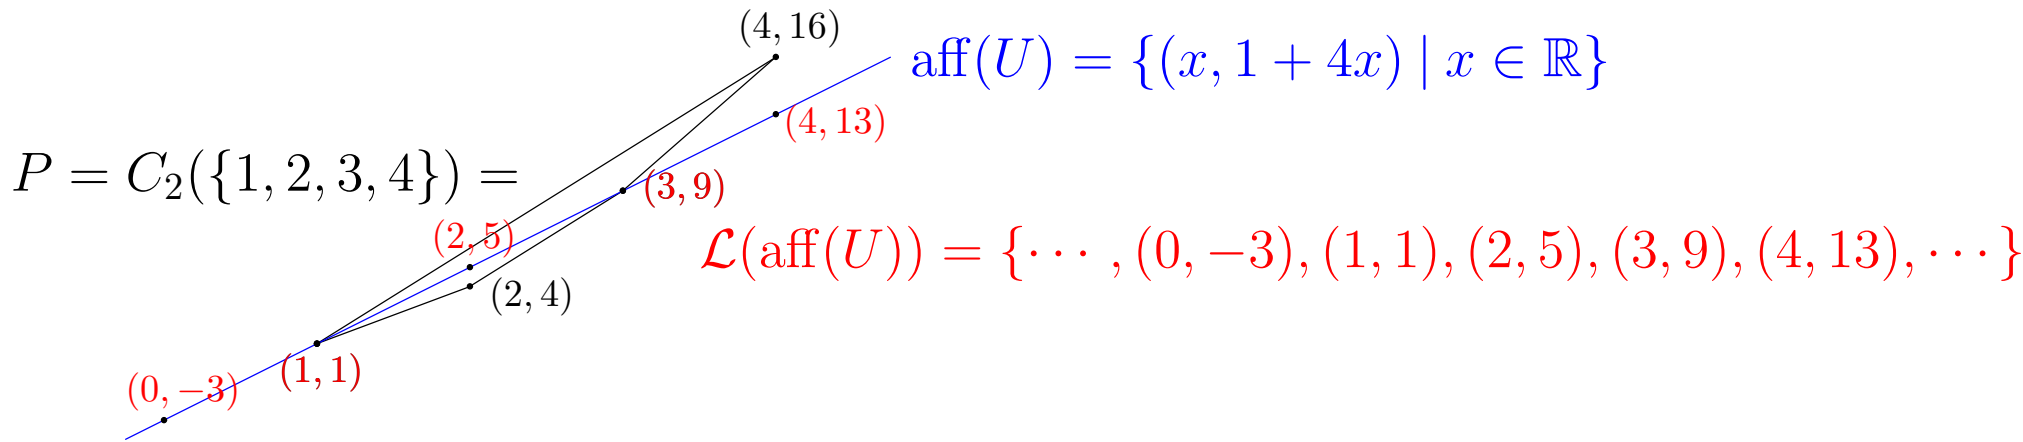 (4, 16)
aff(U) = {(x, 1 + 4x) | x ∈ ℝ}
(4, 13)
P = C₂({1, 2, 3, 4}) =
(3, 9)
(2, 5)
ℒ(aff(U)) = {⋯ , (0, −3), (1, 1), (2, 5), (3, 9), (4, 13), ⋯}
(2, 4)
(1, 1)
(0, −3)